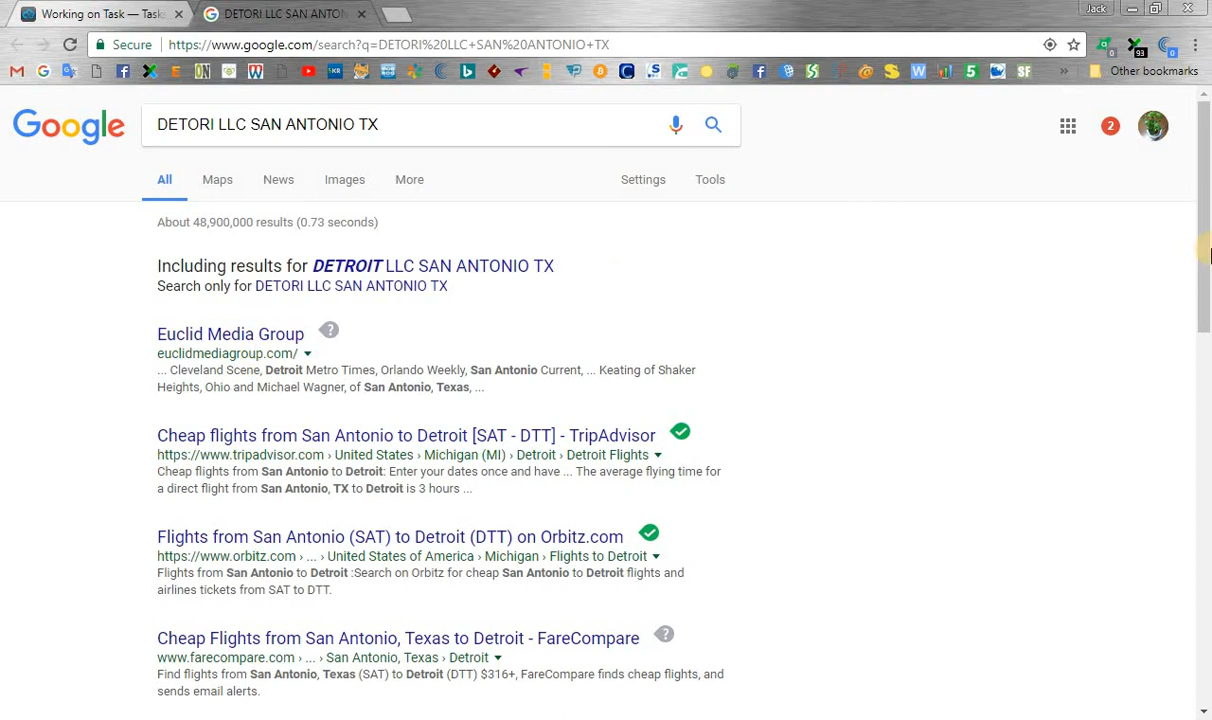 Working on Task — Task
DETORI LLC SAN ANTON
Jack
Secure
https://www.google.com/search?q=DETORI%20LLC+SAN%20ANTONIO+TX
0
93
0
ON
W
KR
b
C
S
W
5
SF
» Other bookmarks
Google
DETORI LLC SAN ANTONIO TX
2
All Maps News Images More Settings Tools
About 48,900,000 results (0.73 seconds)
Including results for DETROIT LLC SAN ANTONIO TX
Search only for DETORI LLC SAN ANTONIO TX
Euclid Media Group ?
euclidmediagroup.com/
... Cleveland Scene, Detroit Metro Times, Orlando Weekly, San Antonio Current, ... Keating of Shaker
Heights, Ohio and Michael Wagner, of San Antonio, Texas, ...
Cheap flights from San Antonio to Detroit [SAT - DTT] - TripAdvisor
https://www.tripadvisor.com › United States › Michigan (MI) › Detroit › Detroit Flights
Cheap flights from San Antonio to Detroit: Enter your dates once and have ... The average flying time for
a direct flight from San Antonio, TX to Detroit is 3 hours ...
Flights from San Antonio (SAT) to Detroit (DTT) on Orbitz.com
https://www.orbitz.com › ... › United States of America › Michigan › Flights to Detroit
Flights from San Antonio to Detroit :Search on Orbitz for cheap San Antonio to Detroit flights and
airlines tickets from SAT to DTT.
Cheap Flights from San Antonio, Texas to Detroit - FareCompare ?
www.farecompare.com › ... › San Antonio, Texas › Detroit
Find flights from San Antonio, Texas (SAT) to Detroit (DTT) $316+, FareCompare finds cheap flights, and
sends email alerts.